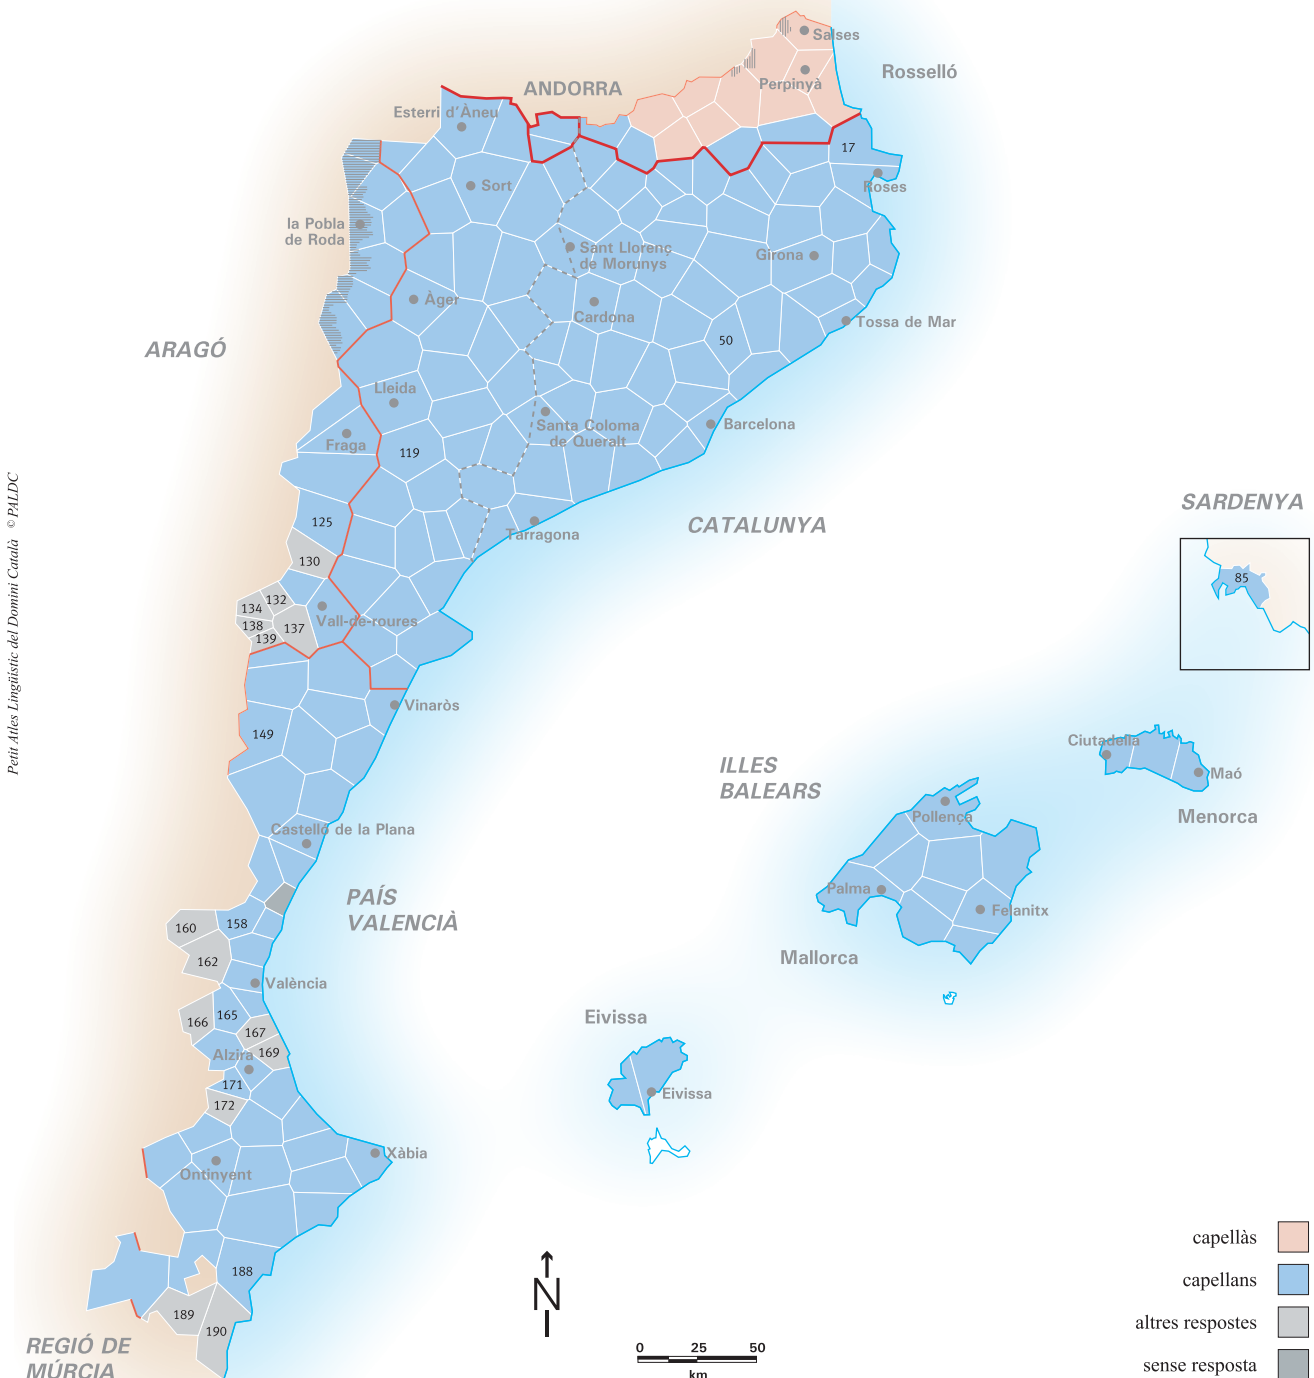 Salses
Rosselló
Perpinyà
ANDORRA
Esterri d'Àneu
17
Roses
Sort
la Pobla
de Roda
Sant Llorenç
de Morunys
Girona
Àger
Cardona
Tossa de Mar
50
ARAGÓ
Lleida
Santa Coloma
de Queralt
Barcelona
Fraga
119
Petit Atles Lingüístic del Domini Català © PALDC
125
Tarragona
CATALUNYA
SARDENYA
130
85
132
134
Vall-de-roures
138
137
139
Vinaròs
149
Ciutadella
Maó
ILLES
BALEARS
Menorca
Pollença
Castelló de la Plana
Palma
Felanitx
PAÍS
VALENCIÀ
160
158
162
Mallorca
València
166
165
167
Eivissa
Alzira
169
171
172
Eivissa
Xàbia
Ontinyent
188
189
190
REGIÓ DE
MÚRCIA
N
0 25 50
km
capellàs
capellans
altres respostes
sense resposta